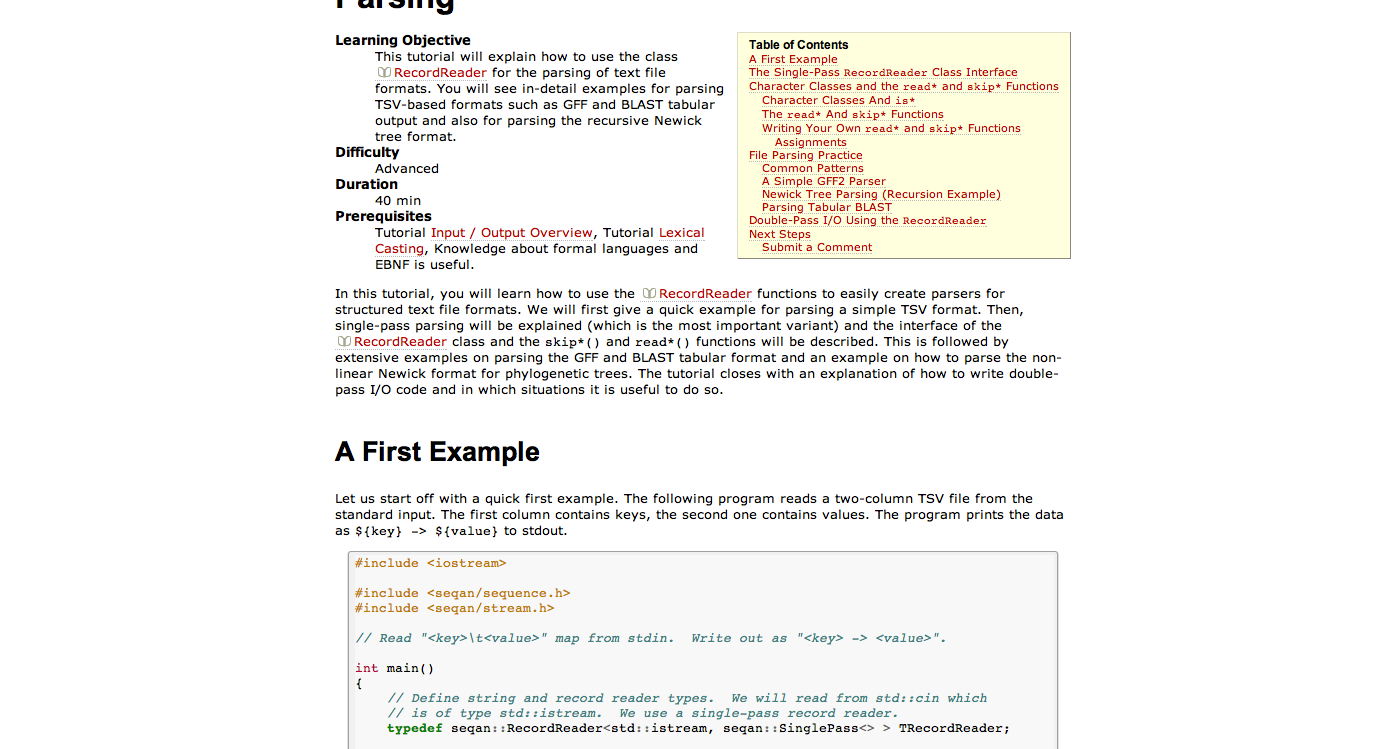 Parsing
Learning Objective
This tutorial will explain how to use the class
RecordReader for the parsing of text file
formats. You will see in-detail examples for parsing
TSV-based formats such as GFF and BLAST tabular
output and also for parsing the recursive Newick
tree format.
Difficulty
Advanced
Duration
40 min
Prerequisites
Tutorial Input / Output Overview, Tutorial Lexical
Casting, Knowledge about formal languages and
EBNF is useful.
Table of Contents
A First Example
The Single-Pass RecordReader Class Interface
Character Classes and the read* and skip* Functions
Character Classes And is*
The read* And skip* Functions
Writing Your Own read* and skip* Functions
Assignments
File Parsing Practice
Common Patterns
A Simple GFF2 Parser
Newick Tree Parsing (Recursion Example)
Parsing Tabular BLAST
Double-Pass I/O Using the RecordReader
Next Steps
Submit a Comment
In this tutorial, you will learn how to use the RecordReader functions to easily create parsers for
structured text file formats. We will first give a quick example for parsing a simple TSV format. Then,
single-pass parsing will be explained (which is the most important variant) and the interface of the
RecordReader class and the skip*() and read*() functions will be described. This is followed by
extensive examples on parsing the GFF and BLAST tabular format and an example on how to parse the non-
linear Newick format for phylogenetic trees. The tutorial closes with an explanation of how to write double-
pass I/O code and in which situations it is useful to do so.
A First Example
Let us start off with a quick first example. The following program reads a two-column TSV file from the
standard input. The first column contains keys, the second one contains values. The program prints the data
as ${key} -> ${value} to stdout.
#include <iostream>
#include <seqan/sequence.h>
#include <seqan/stream.h>
// Read "<key>\t<value>" map from stdin.  Write out as "<key> -> <value>".
int main()
{
// Define string and record reader types.  We will read from std::cin which
// is of type std::istream.  We use a single-pass record reader.
typedef seqan::RecordReader<std::istream, seqan::SinglePass<> > TRecordReader;